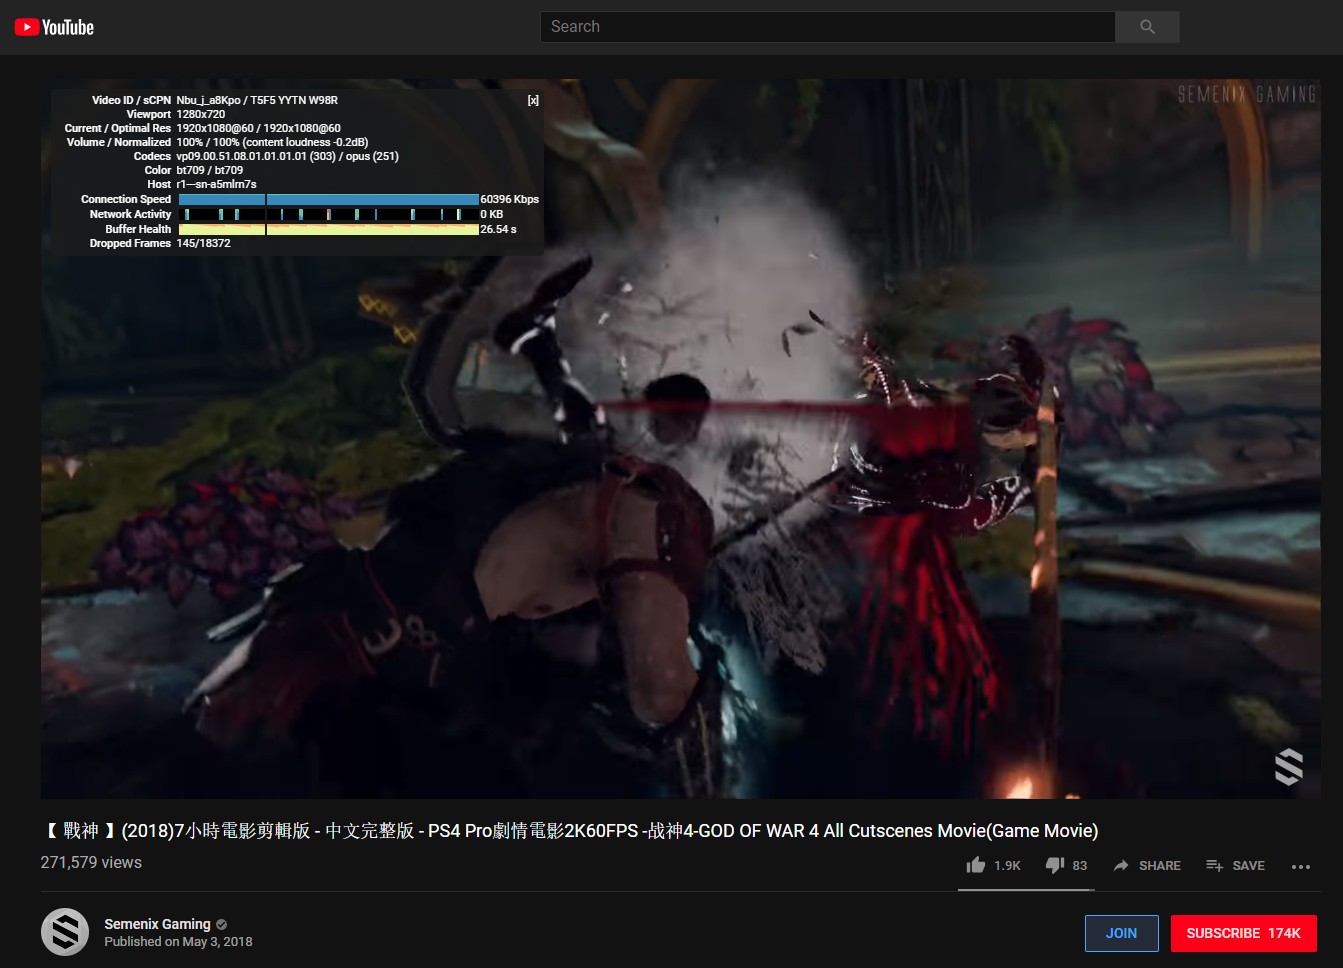 YouTube
Search
SEMENIX GAMING
Video ID / sCPN Nbu_j_a8Kpo / T5F5 YYTN W98R [x]
Viewport 1280x720
Current / Optimal Res 1920x1080@60 / 1920x1080@60
Volume / Normalized 100% / 100% (content loudness -0.2dB)
Codecs vp09.00.51.08.01.01.01.01 (303) / opus (251)
Color bt709 / bt709
Host r1---sn-a5mlrn7s
Connection Speed 60396 Kbps
Network Activity 0 KB
Buffer Health 26.54 s
Dropped Frames 145/18372
【 戰神 】(2018)7小時電影剪輯版 - 中文完整版 - PS4 Pro劇情電影2K60FPS -战神4-GOD OF WAR 4 All Cutscenes Movie(Game Movie)
271,579 views
1.9K 83 SHARE SAVE
Semenix Gaming
Published on May 3, 2018
JOIN SUBSCRIBE 174K